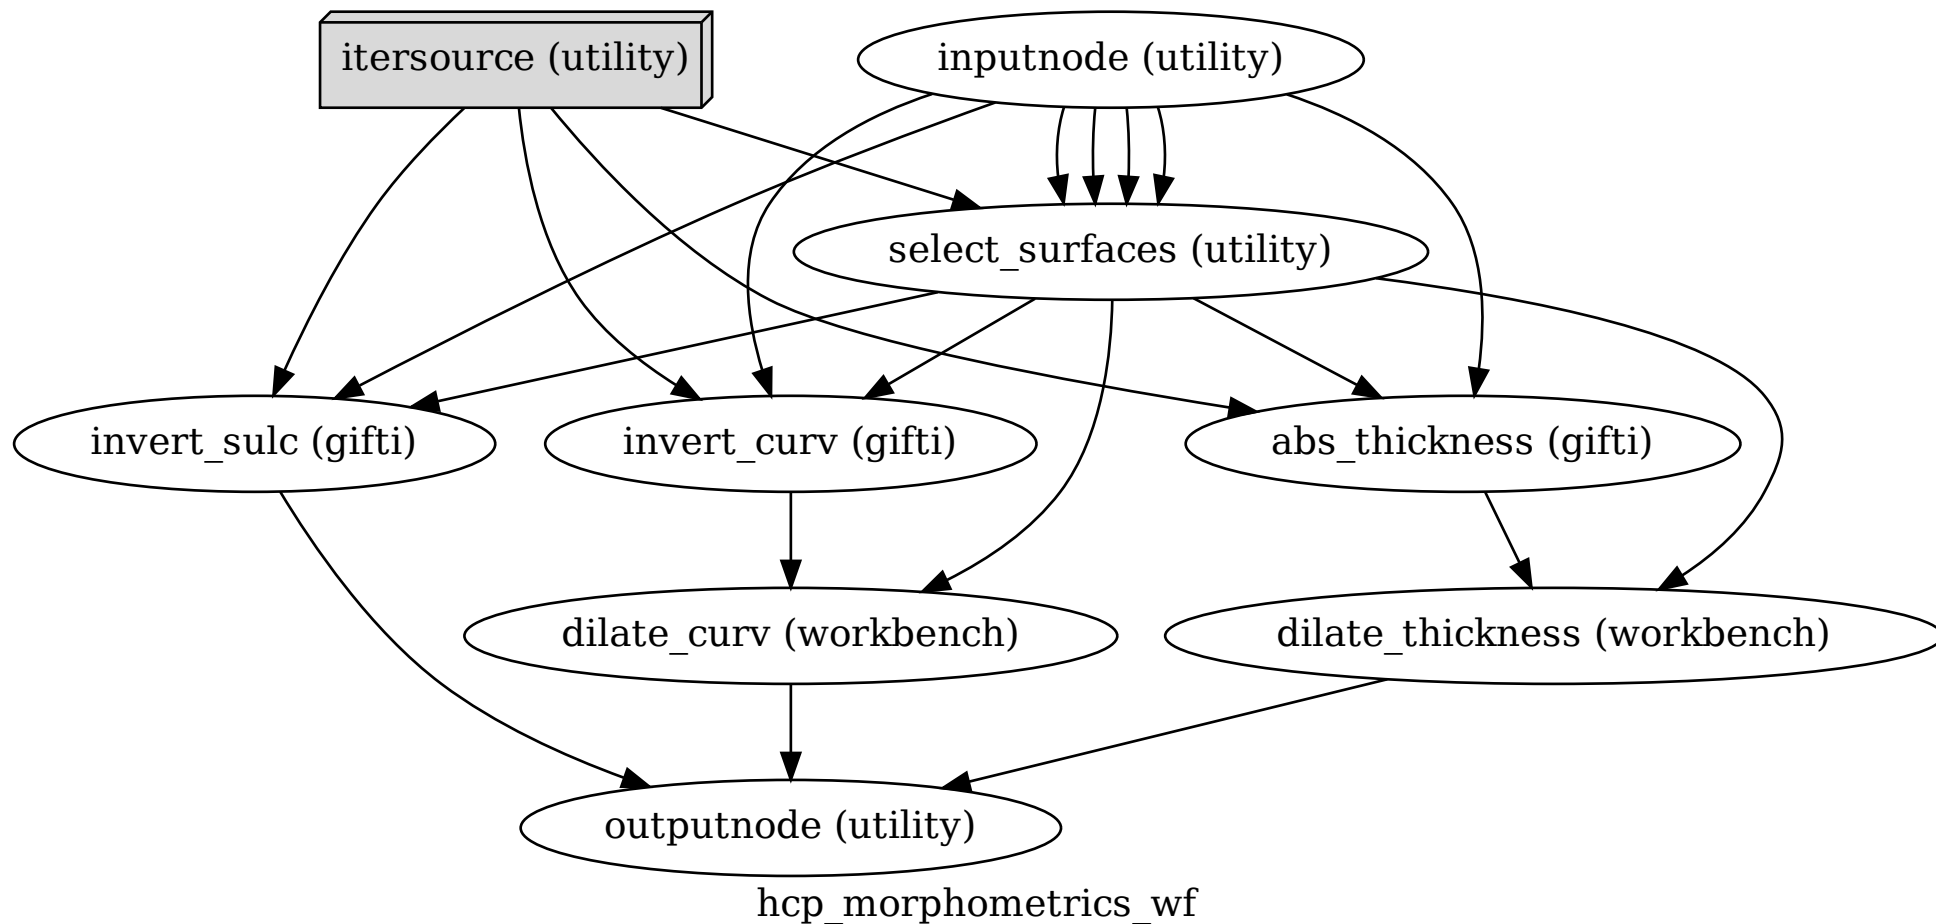 itersource (utility)
inputnode (utility)
select_surfaces (utility)
invert_sulc (gifti)
invert_curv (gifti)
abs_thickness (gifti)
dilate_curv (workbench)
dilate_thickness (workbench)
outputnode (utility)
hcp_morphometrics_wf